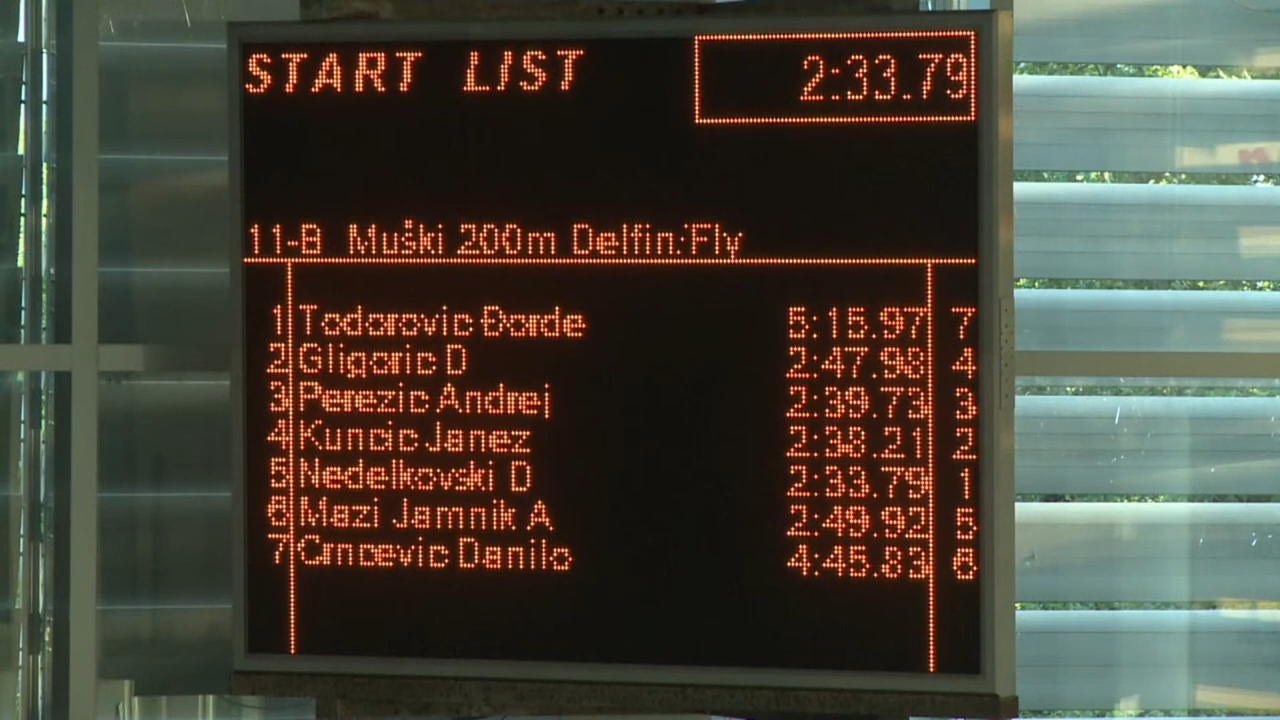 START LIST 2:33.79
11-B Muški 200m Delfin/Fly
1 Todorovic Đorđe 5:15.97 7
2 Gligoric D 2:47.98 4
3 Perezic Andrej 2:39.73 3
4 Kuncic Janez 2:38.21 2
5 Nedelkovski D 2:33.79 1
6 Mazi Jamnik A 2:49.92 5
7 Crncevic Danilo 4:45.83 6